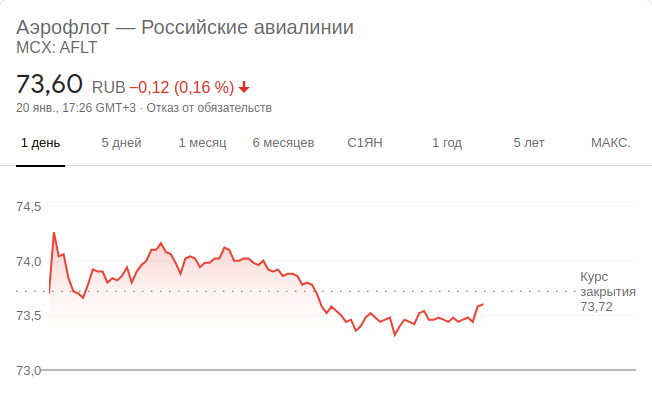 Аэрофлот — Российские авиалинии
MCX: AFLT
73,60 RUB −0,12 (0,16 %)
20 янв., 17:26 GMT+3 · Отказ от обязательств
1 день 5 дней 1 месяц 6 месяцев С1ЯН 1 год 5 лет МАКС.
74,5
74,0
Курс
закрытия
73,72
73,5
73,0